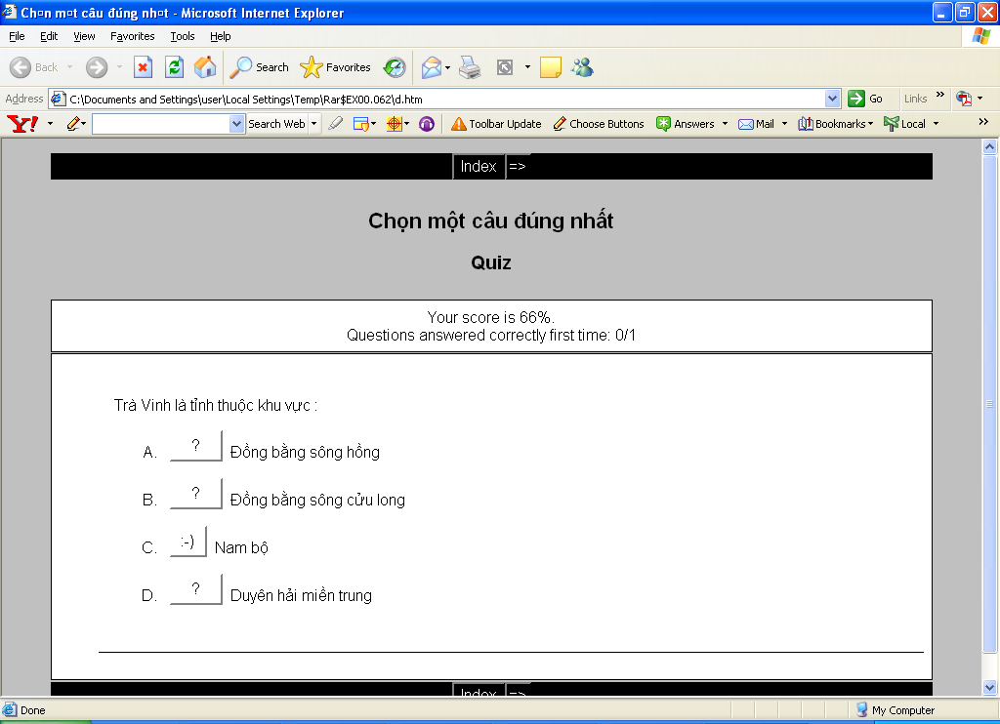 Ch¤n m¤t câu đúng nh¤t - Microsoft Internet Explorer
File Edit View Favorites Tools Help
Back Search Favorites
Address C:\Documents and Settings\user\Local Settings\Temp\Rar$EX00.062\d.htm Go Links »
Y! Search Web Toolbar Update Choose Buttons Answers Mail Bookmarks Local »
Index =>
Chọn một câu đúng nhất
Quiz
Your score is 66%.
Questions answered correctly first time: 0/1
Trà Vinh là tỉnh thuộc khu vực :
A. ? Đồng bằng sông hồng
B. ? Đồng bằng sông cửu long
C. :-) Nam bộ
D. ? Duyên hải miền trung
Index =>
Done My Computer